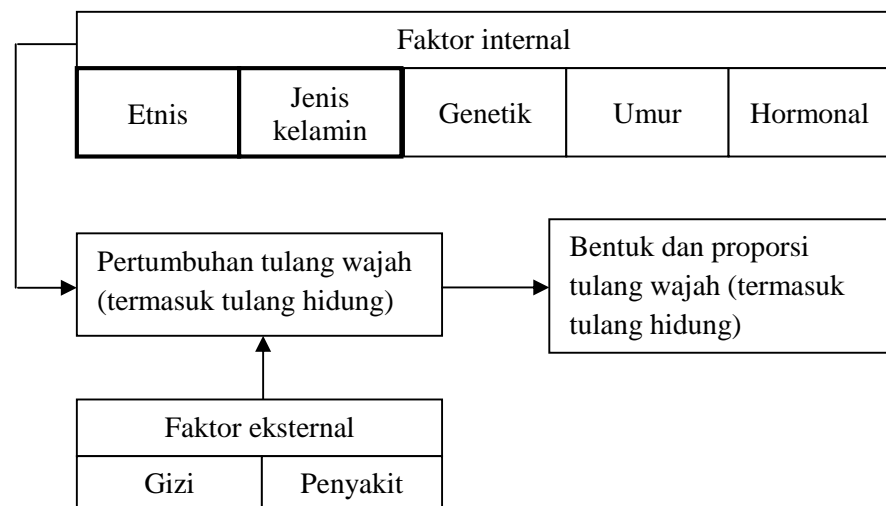 Faktor internal
Etnis
Jenis
kelamin
Genetik
Umur
Hormonal
Pertumbuhan tulang wajah
(termasuk tulang hidung)
Bentuk dan proporsi
tulang wajah (termasuk
tulang hidung)
Faktor eksternal
Gizi
Penyakit